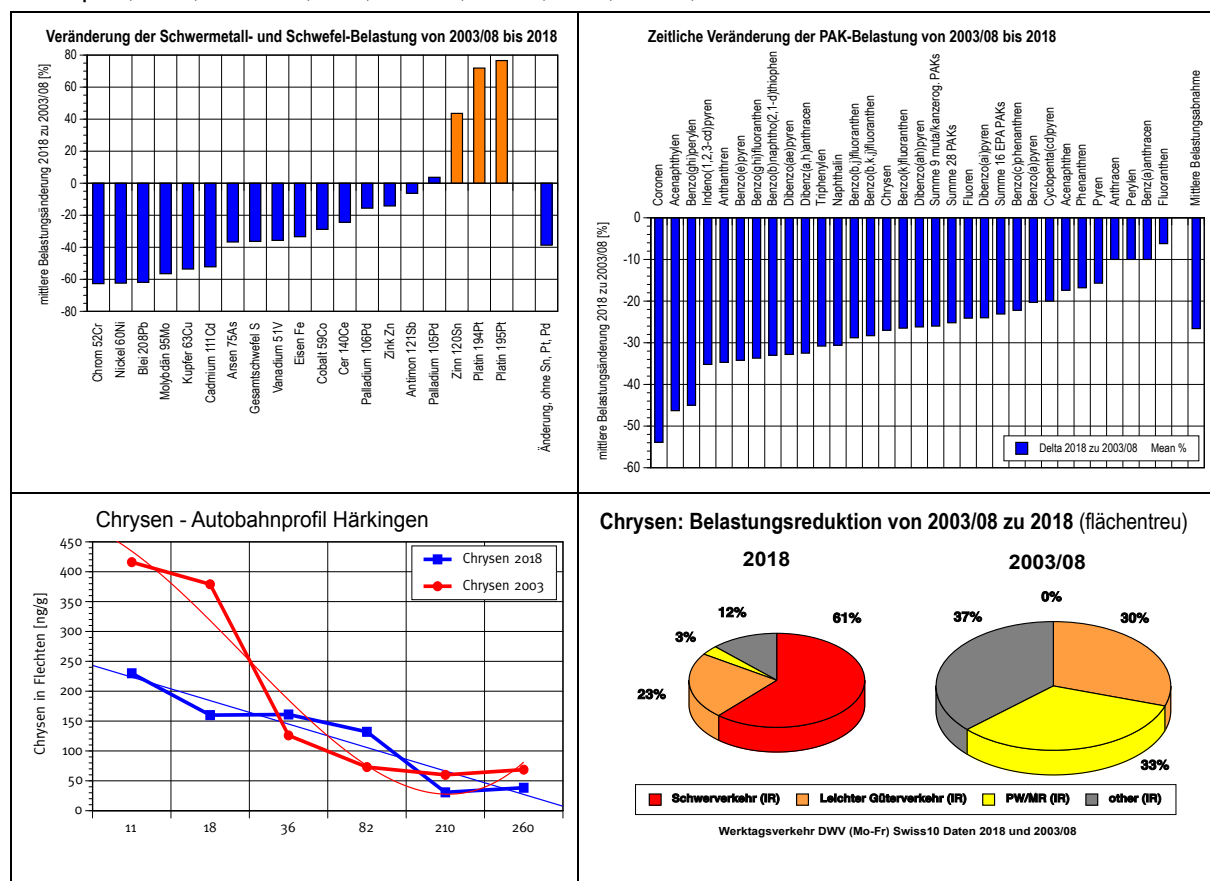 Veränderung der Schwermetall- und Schwefel-Belastung von 2003/08 bis 2018
mittlere Belastungsänderung 2018 zu 2003/08 [%]
80
60
40
20
0
-20
-40
-60
-80
Chrom 52Cr
Nickel 60Ni
Blei 208Pb
Molybdän 95Mo
Kupfer 63Cu
Cadmium 111Cd
Arsen 75As
Gesamtschwefel S
Vanadium 51V
Eisen Fe
Cobalt 59Co
Cer 140Ce
Palladium 106Pd
Zink Zn
Antimon 121Sb
Palladium 105Pd
Zinn 120Sn
Platin 194Pt
Platin 195Pt
Änderung, ohne Sn, Pt, Pd
Zeitliche Veränderung der PAK-Belastung von 2003/08 bis 2018
Coronen
Acenaphthylen
Benzo(ghi)perylen
Indeno(1,2,3-cd)pyren
Anthanthren
Benzo(e)pyren
Benzo(ghi)fluoranthen
Benzo(b)naphtho(2,1-d)thiophen
Dibenzo(ae)pyren
Dibenz(a,h)anthracen
Triphenylen
Naphthalin
Benzo(b,j)fluoranthen
Benzo(b,k,j)fluoranthen
Chrysen
Benzo(k)fluoranthen
Dibenzo(ah)pyren
Summe 9 muta/kanzerog. PAKs
Summe 28 PAKs
Fluoren
Dibenzo(ai)pyren
Summe 16 EPA PAKs
Benzo(c)phenanthren
Benzo(a)pyren
Cyclopenta(cd)pyren
Acenaphthen
Phenanthren
Pyren
Anthracen
Perylen
Benz(a)anthracen
Fluoranthen
Mittlere Belastungsabnahme
mittlere Belastungsänderung 2018 zu 2003/08 [%]
0
-10
-20
-30
-40
-50
-60
Delta 2018 zu 2003/08 Mean %
Chrysen - Autobahnprofil Härkingen
Chrysen in Flechten [ng/g]
450
400
350
300
250
200
150
100
50
0
Chrysen 2018
Chrysen 2003
11 18 36 82 210 260
Chrysen: Belastungsreduktion von 2003/08 zu 2018 (flächentreu)
2018
2003/08
12%
61%
3%
23%
0%
37%
30%
33%
Schwerverkehr (IR) Leichter Güterverkehr (IR) PW/MR (IR) other (IR)
Werktagsverkehr DWV (Mo-Fr) Swiss10 Daten 2018 und 2003/08